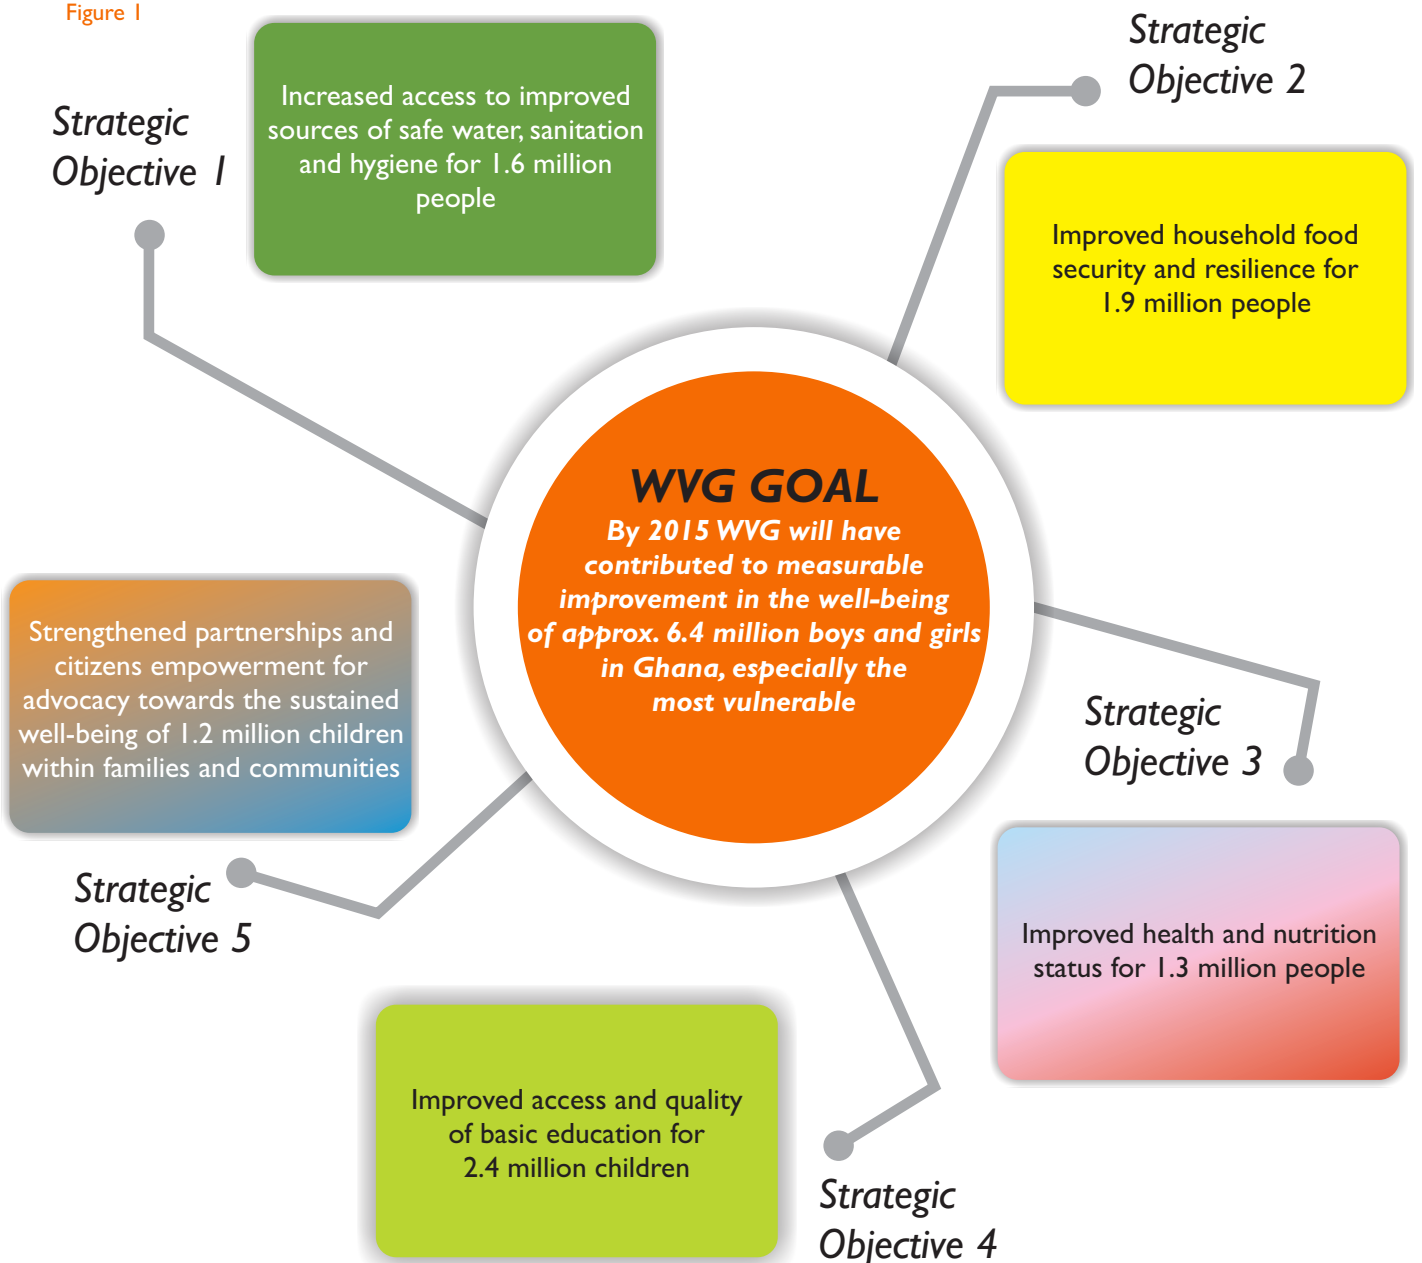 Figure 1
Strategic
Objective 1
Increased access to improved
sources of safe water, sanitation
and hygiene for 1.6 million
people
Strategic
Objective 2
Improved household food
security and resilience for
1.9 million people
WVG GOAL
By 2015 WVG will have
contributed to measurable
improvement in the well-being
of approx. 6.4 million boys and girls
in Ghana, especially the
most vulnerable
Strategic
Objective 3
Improved health and nutrition
status for 1.3 million people
Strategic
Objective 4
Improved access and quality
of basic education for
2.4 million children
Strategic
Objective 5
Strengthened partnerships and
citizens empowerment for
advocacy towards the sustained
well-being of 1.2 million children
within families and communities